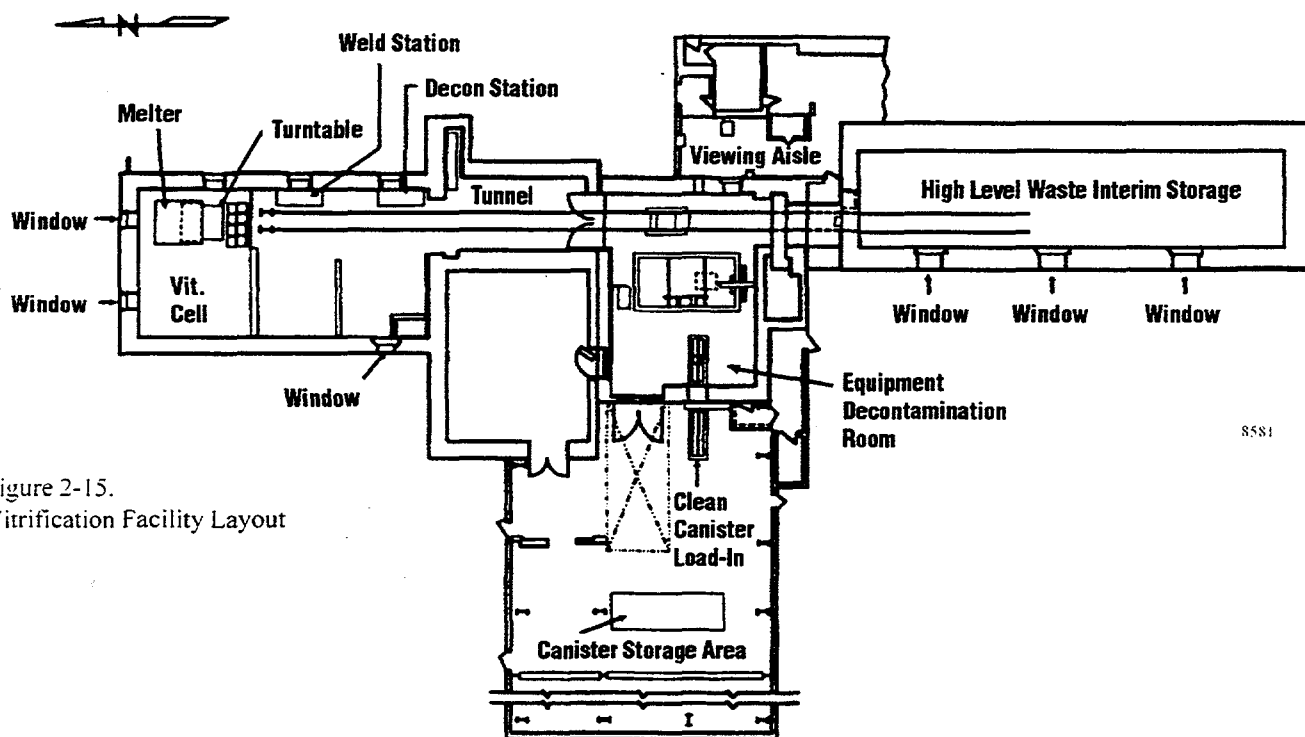 N
Weld Station
Decon Station
Melter
Turntable
Viewing Aisle
Tunnel
High Level Waste Interim Storage
Window
Vit.
Cell
Window
Window
Window
Window
Window
Equipment
Decontamination
Room
8581
igure 2-15.
itrification Facility Layout
Clean
Canister
Load-In
Canister Storage Area